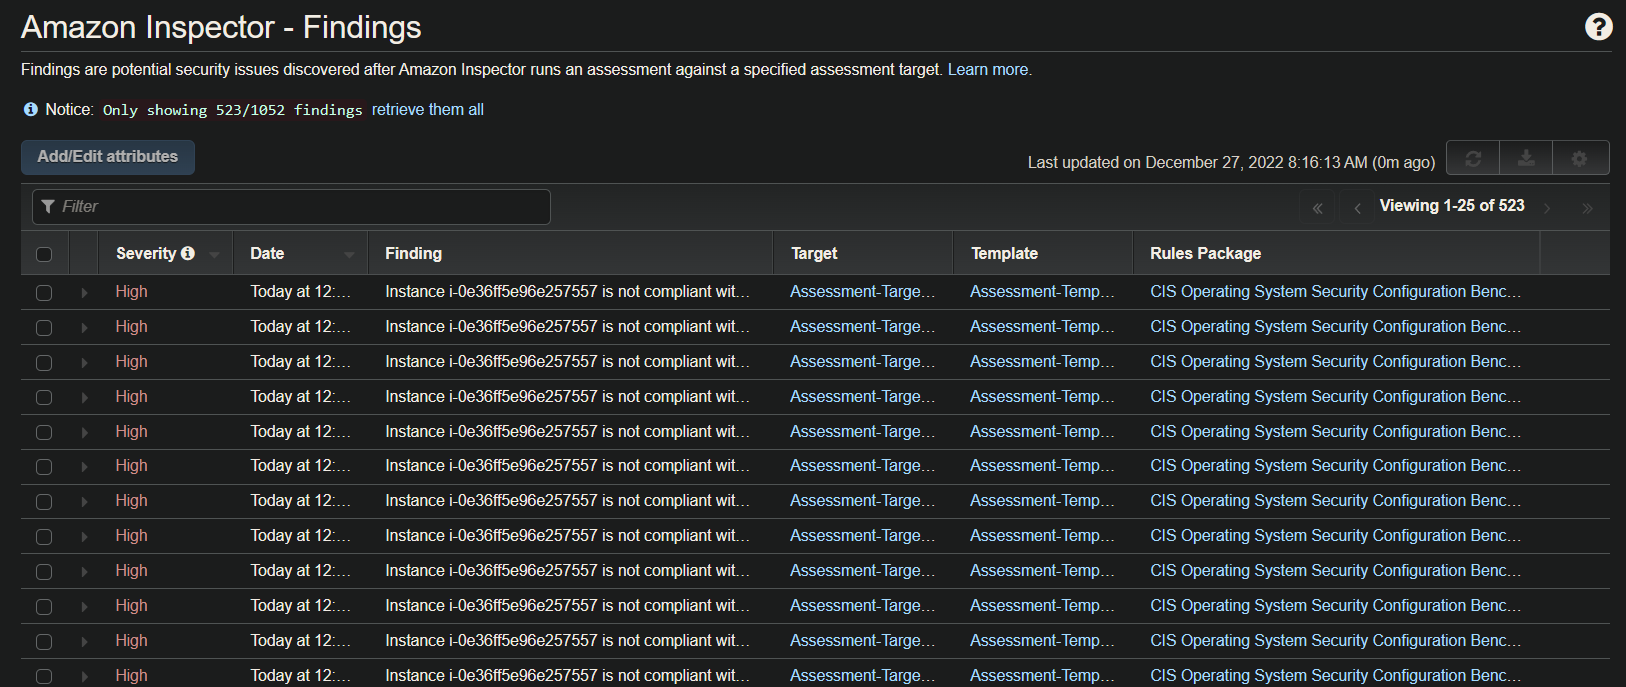 Amazon Inspector - Findings
Findings are potential security issues discovered after Amazon Inspector runs an assessment against a specified assessment target. Learn more.
Notice: Only showing 523/1052 findings retrieve them all
Add/Edit attributes
Last updated on December 27, 2022 8:16:13 AM (0m ago)
Filter
« ‹ Viewing 1-25 of 523 › »
Severity Date Finding Target Template Rules Package
High Today at 12:... Instance i-0e36ff5e96e257557 is not compliant wit... Assessment-Targe... Assessment-Temp... CIS Operating System Security Configuration Benc...
High Today at 12:... Instance i-0e36ff5e96e257557 is not compliant wit... Assessment-Targe... Assessment-Temp... CIS Operating System Security Configuration Benc...
High Today at 12:... Instance i-0e36ff5e96e257557 is not compliant wit... Assessment-Targe... Assessment-Temp... CIS Operating System Security Configuration Benc...
High Today at 12:... Instance i-0e36ff5e96e257557 is not compliant wit... Assessment-Targe... Assessment-Temp... CIS Operating System Security Configuration Benc...
High Today at 12:... Instance i-0e36ff5e96e257557 is not compliant wit... Assessment-Targe... Assessment-Temp... CIS Operating System Security Configuration Benc...
High Today at 12:... Instance i-0e36ff5e96e257557 is not compliant wit... Assessment-Targe... Assessment-Temp... CIS Operating System Security Configuration Benc...
High Today at 12:... Instance i-0e36ff5e96e257557 is not compliant wit... Assessment-Targe... Assessment-Temp... CIS Operating System Security Configuration Benc...
High Today at 12:... Instance i-0e36ff5e96e257557 is not compliant wit... Assessment-Targe... Assessment-Temp... CIS Operating System Security Configuration Benc...
High Today at 12:... Instance i-0e36ff5e96e257557 is not compliant wit... Assessment-Targe... Assessment-Temp... CIS Operating System Security Configuration Benc...
High Today at 12:... Instance i-0e36ff5e96e257557 is not compliant wit... Assessment-Targe... Assessment-Temp... CIS Operating System Security Configuration Benc...
High Today at 12:... Instance i-0e36ff5e96e257557 is not compliant wit... Assessment-Targe... Assessment-Temp... CIS Operating System Security Configuration Benc...
High Today at 12:... Instance i-0e36ff5e96e257557 is not compliant wit... Assessment-Targe... Assessment-Temp... CIS Operating System Security Configuration Benc...